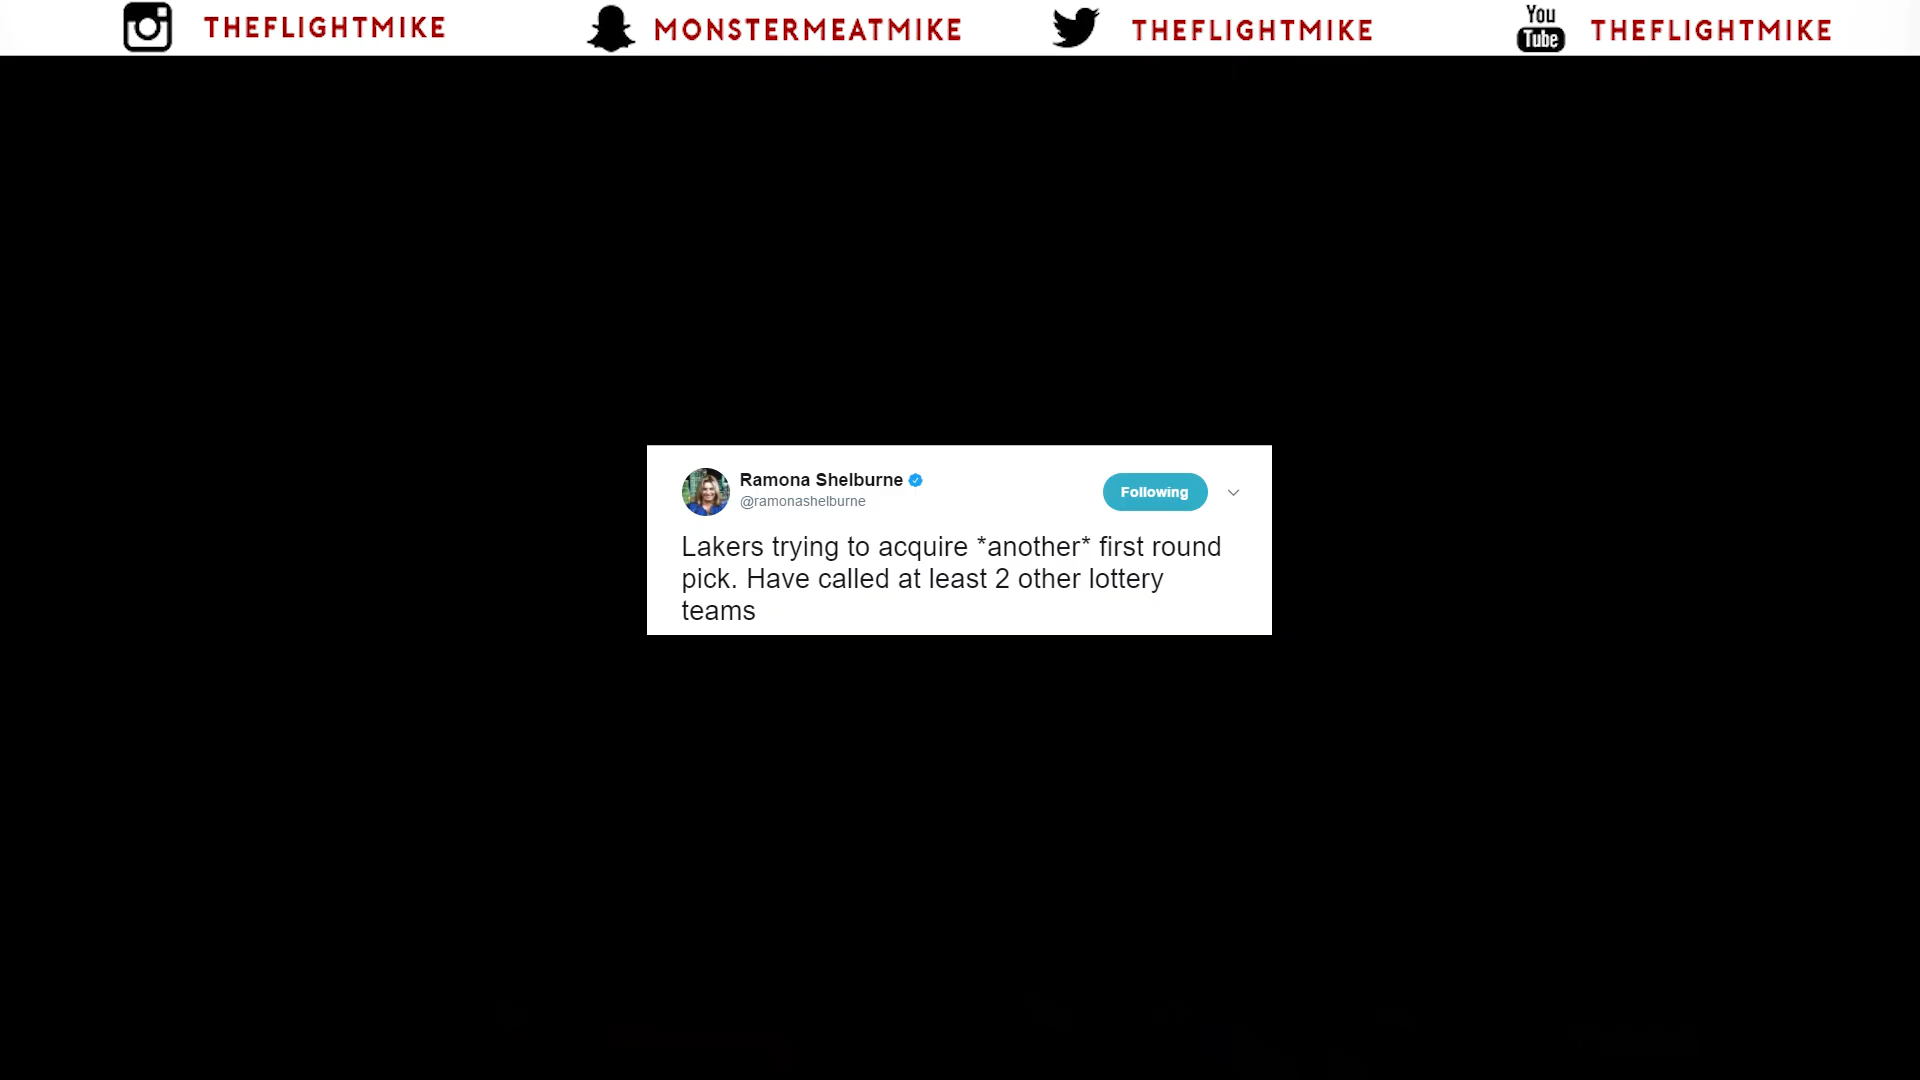 THEFLIGHTMIKE MONSTERMEATMIKE THEFLIGHTMIKE You Tube THEFLIGHTMIKE
Ramona Shelburne
@ramonashelburne
Following
Lakers trying to acquire *another* first round
pick. Have called at least 2 other lottery
teams